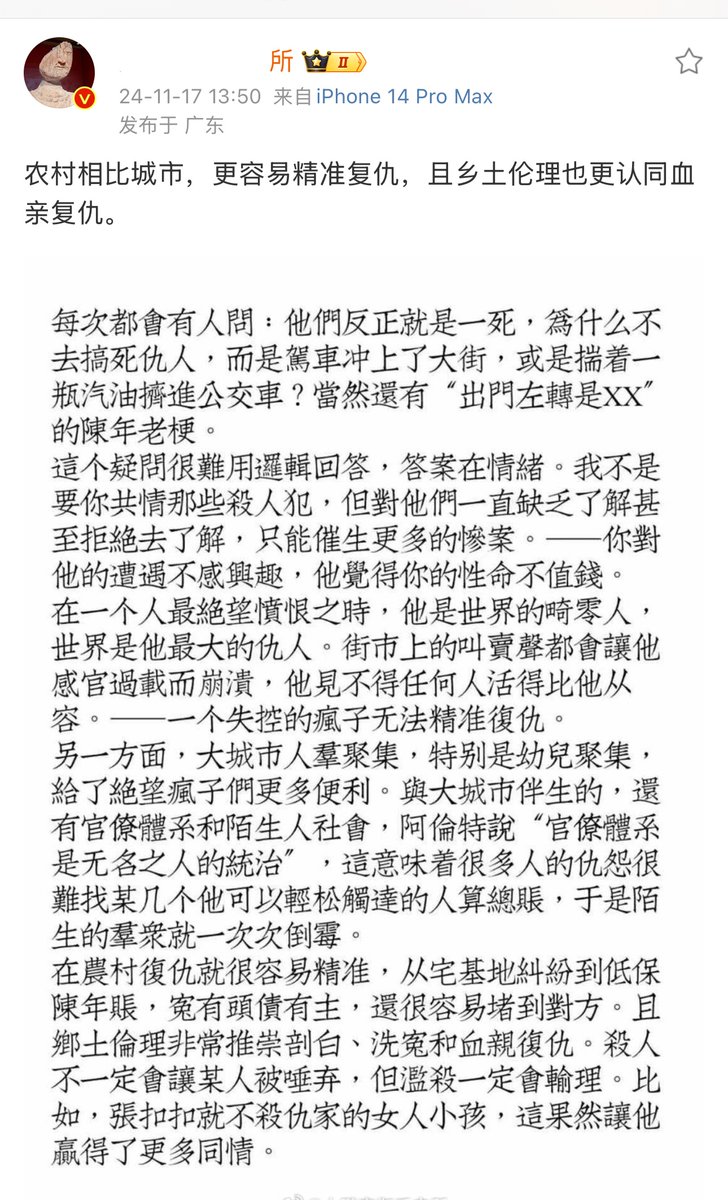 所
24-11-17 13:50 来自 iPhone 14 Pro Max
发布于 广东
农村相比城市，更容易精准复仇，且乡土伦理也更认同血
亲复仇。
每次都會有人問：他們反正就是一死，爲什么不
去搞死仇人，而是駕車冲上了大街，或是揣着一
瓶汽油擠進公交車？當然還有“出門左轉是XX”
的陳年老梗。
這个疑問很難用邏輯回答，答案在情緒。我不是
要你共情那些殺人犯，但對他們一直缺乏了解甚
至拒絶去了解，只能催生更多的慘案。——你對
他的遭遇不感興趣，他覺得你的性命不值錢。
在一个人最絶望憤恨之時，他是世界的畸零人，
世界是他最大的仇人。街市上的叫賣聲都會讓他
感官過載而崩潰，他見不得任何人活得比他从
容。——一个失控的瘋子无法精准復仇。
另一方面，大城市人羣聚集，特别是幼兒聚集，
給了絶望瘋子們更多便利。與大城市伴生的，還
有官僚體系和陌生人社會，阿倫特說“官僚體系
是无名之人的統治”，這意味着很多人的仇怨很
難找某几个他可以輕松觸達的人算總賬，于是陌
生的羣衆就一次次倒霉。
在農村復仇就很容易精准，从宅基地糾紛到低保
陳年賬，寃有頭債有主，還很容易堵到對方。且
鄉土倫理非常推崇剖白、洗寃和血親復仇。殺人
不一定會讓某人被唾弃，但濫殺一定會輸理。比
如，張扣扣就不殺仇家的女人小孩，這果然讓他
贏得了更多同情。